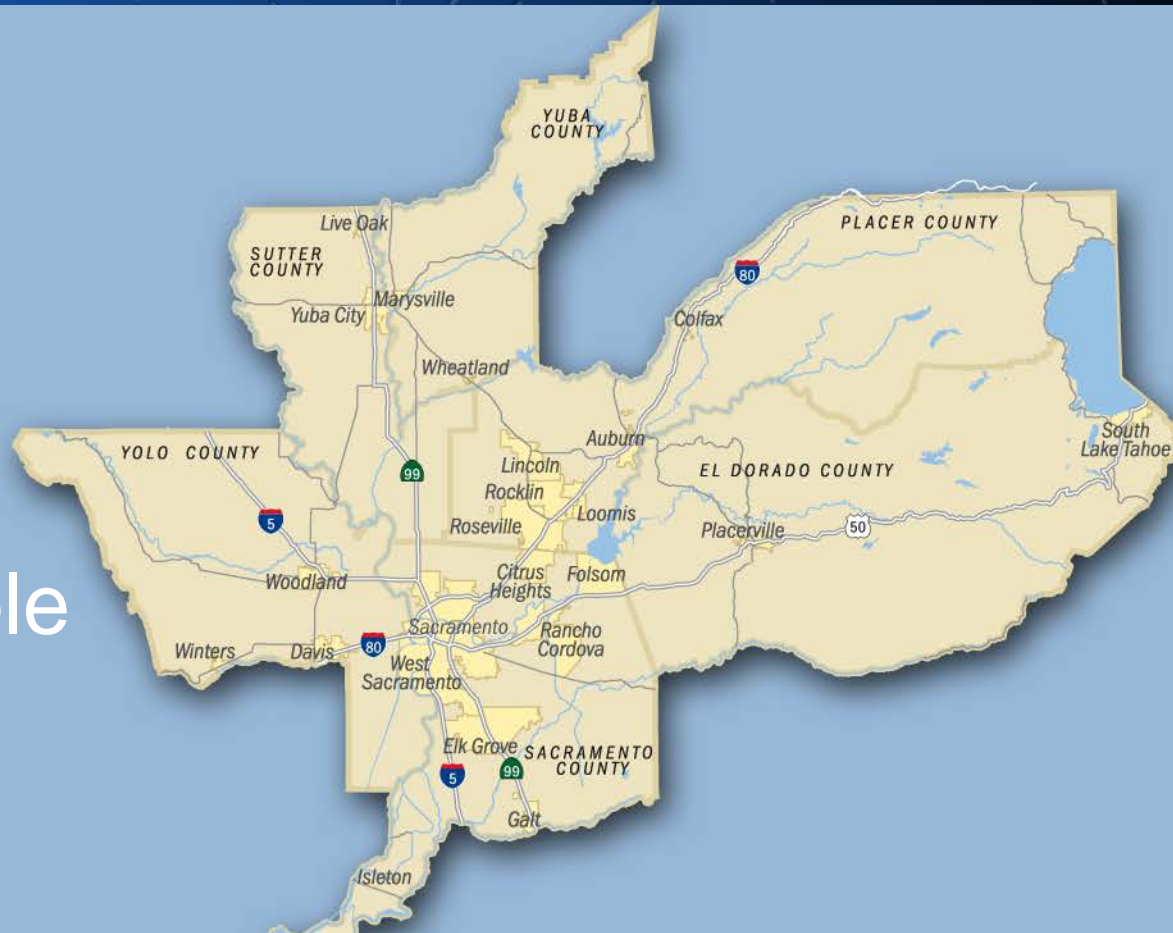 YUBA
COUNTY
Live Oak
PLACER COUNTY
SUTTER
COUNTY
80
Marysville
Yuba City
Colfax
Wheatland
Auburn
South
Lake Tahoe
YOLO COUNTY
99
Lincoln
EL DORADO COUNTY
Rocklin
5
Roseville
Loomis
Placerville
50
Woodland
Citrus
Heights
Folsom
le
Sacramento
Rancho
Cordova
Winters
Davis
80
West
Sacramento
Elk Grove
SACRAMENTO
COUNTY
5
99
Galt
Isleton